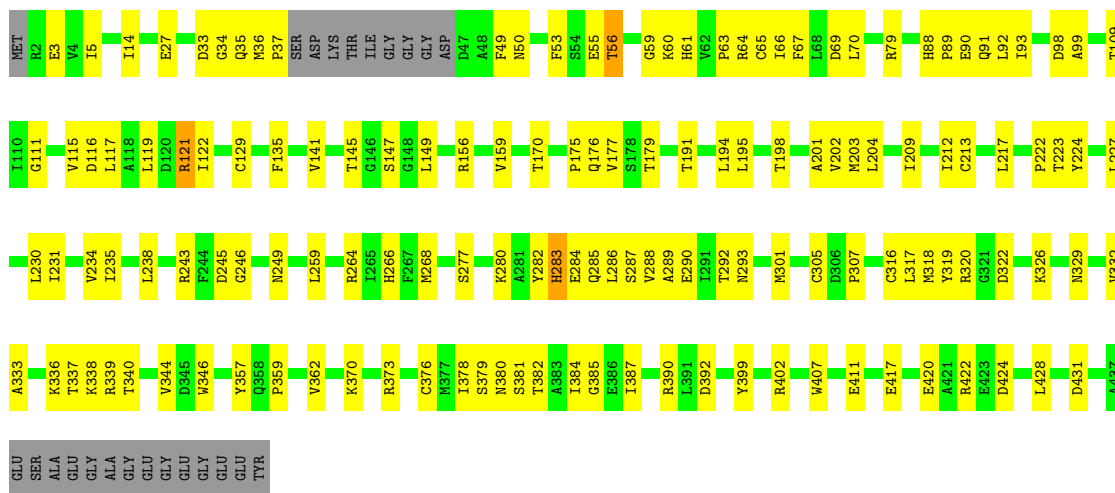 MET R2 E3 V4 I5 I14 E27 D33 G34 Q35 M36 P37 SER ASP LYS THR ILE GLY GLY GLY ASP D47 A48 F49 N50 F53 S54 E55 T56 G59 K60 H61 V62 P63 R64 C65 I66 F67 L68 D69 L70 R79 H88 P89 E90 Q91 L92 I93 D98 A99 T109
I110 G111 V115 D116 L117 A118 L119 D120 R121 I122 C129 F135 V141 T145 G146 S147 G148 L149 R156 V159 T170 P175 Q176 V177 S178 T179 T191 L194 L195 T198 A201 V202 M203 L204 I209 I212 C213 L217 P222 T223 Y224 L227
L230 I231 V234 I235 L238 R243 F244 D245 G246 N249 L259 R264 I265 H266 F267 M268 S277 K280 A281 Y282 H283 E284 Q285 L286 S287 V288 A289 E290 I291 T292 N293 M301 C305 D306 P307 C316 L317 M318 Y319 R320 G321 D322 K326 N329
A333 K336 T337 K338 R339 T340 V344 D345 W346 Y357 Q358 P359 V362 K370 R373 C376 M377 I378 S379 N380 S381 T382 A383 I384 G385 E386 I387 R390 L391 D392 Y399 R402 W407 E411 E417 E420 A421 R422 E423 D424 L428 D431 A437
GLU SER ALA GLU GLY ALA GLY GLU GLY GLU GLY GLU GLU TYR